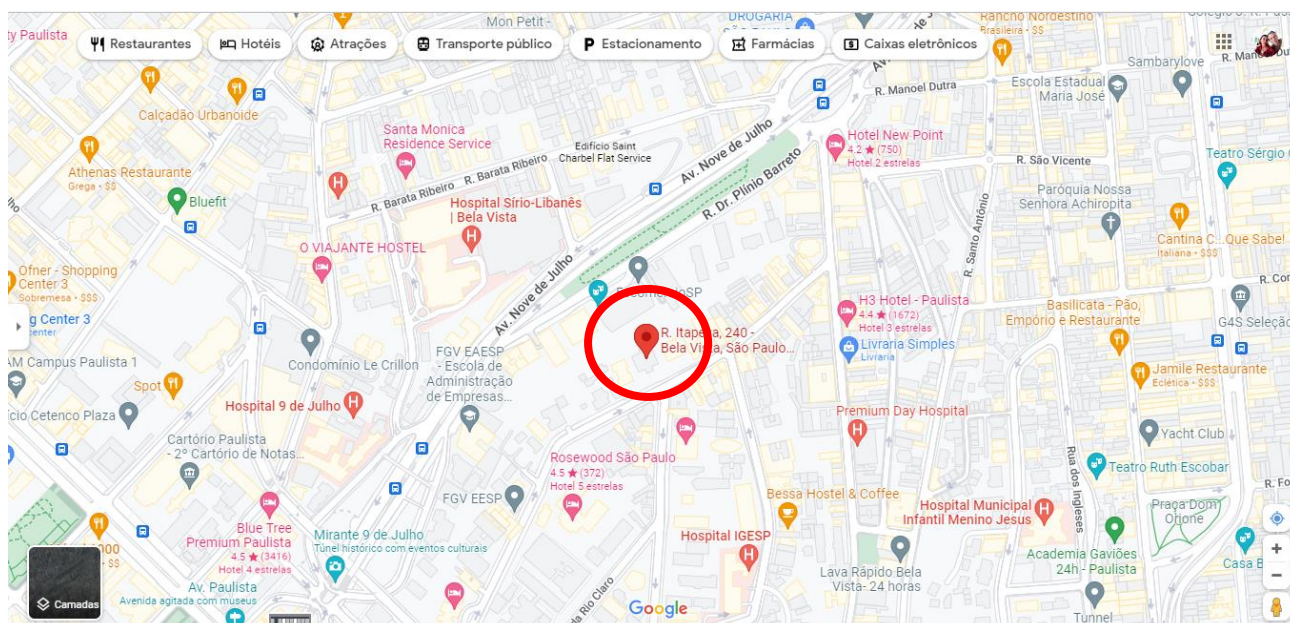 Mon Petit -
DROGARIA
Rancho Nordestino
Brasileira · $$
Paulista
Restaurantes
Hotéis
Atrações
Transporte público
P Estacionamento
Farmácias
Caixas eletrônicos
Sambarylove
R. Manoel Dutra
Escola Estadual
Maria José
Calçadão Urbanoide
Santa Monica
Residence Service
Edifício Saint
Charbel Flat Service
Av. Nove de Julho
Hotel New Point
4.2 ★ (750)
Hotel 2 estrelas
R. São Vicente
Teatro Sérgio
Athenas Restaurante
Grega · $$
Bluefit
R. Barata Ribeiro
R. Barata Ribeiro
R. Dr. Plínio Barreto
Hospital Sírio-Libanês
| Bela Vista
Paróquia Nossa
Senhora Achiropita
R. Santo Antônio
Cantina C...Que Sabe!
Italiana · $$$
O VIAJANTE HOSTEL
Av. Nove de Julho
Ofner - Shopping
Center 3
Sobremesa · $$$
g Center 3
R. Itapeva, 240 -
Bela Vista, São Paulo...
H3 Hotel - Paulista
4.4 ★ (1672)
Hotel 3 estrelas
Livraria Simples
Livraria
Basilicata - Pão,
Empório e Restaurante
G4S Seleção
AM Campus Paulista 1
Condomínio Le Crillon
FGV EAESP
- Escola de
Administração
de Empresas...
Spot
Hospital 9 de Julho
Jamile Restaurante
Eclética · $$$
cio Cetenco Plaza
Premium Day Hospital
Yacht Club
Cartório Paulista
- 2º Cartório de Notas...
Rosewood São Paulo
4.5 ★ (372)
Hotel 5 estrelas
Rua dos Ingleses
Teatro Ruth Escobar
FGV EESP
Bessa Hostel & Coffee
Hospital Municipal
Infantil Menino Jesus
Praça Dom
Orione
Blue Tree
Premium Paulista
4.5 ★ (3416)
Hotel 4 estrelas
Mirante 9 de Julho
Túnel histórico com eventos culturais
Hospital IGESP
Academia Gaviões
24h - Paulista
Casa B
Lava Rápido Bela
Vista- 24 horas
Av. Paulista
Avenida agitada com museus
Camadas
Rio Claro
Google
Tunnel